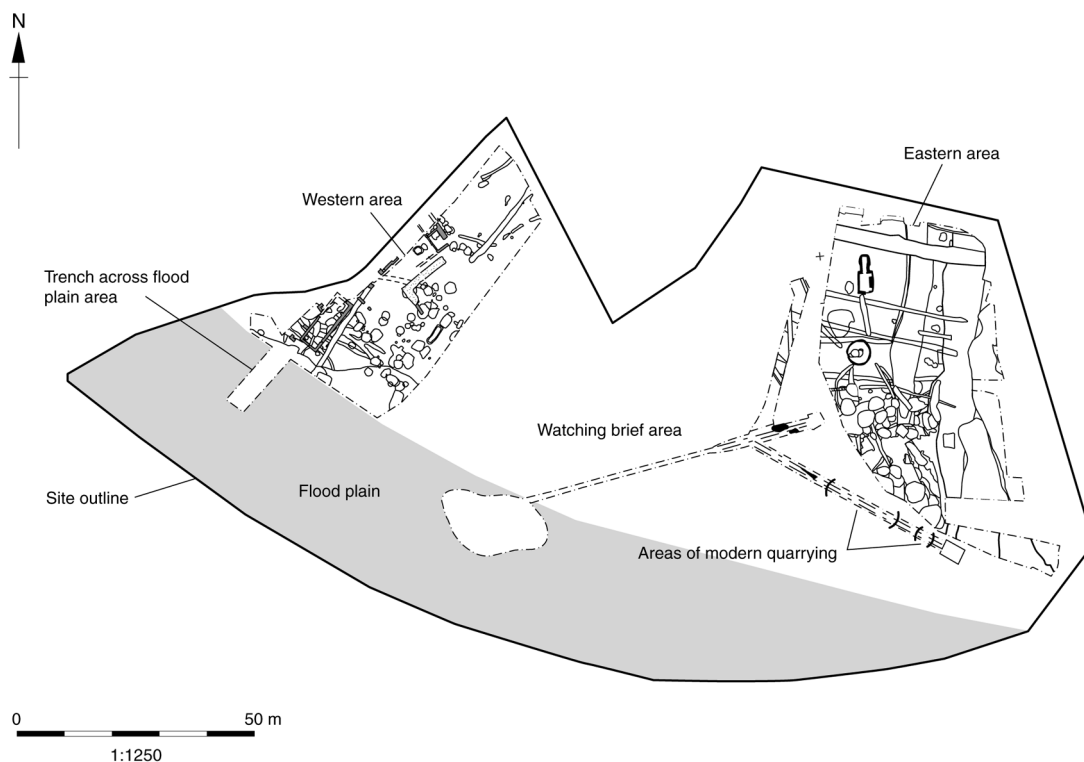 N
Eastern area
Western area
Trench across flood
plain area
Watching brief area
Site outline
Flood plain
Areas of modern quarrying
0 50 m
1:1250